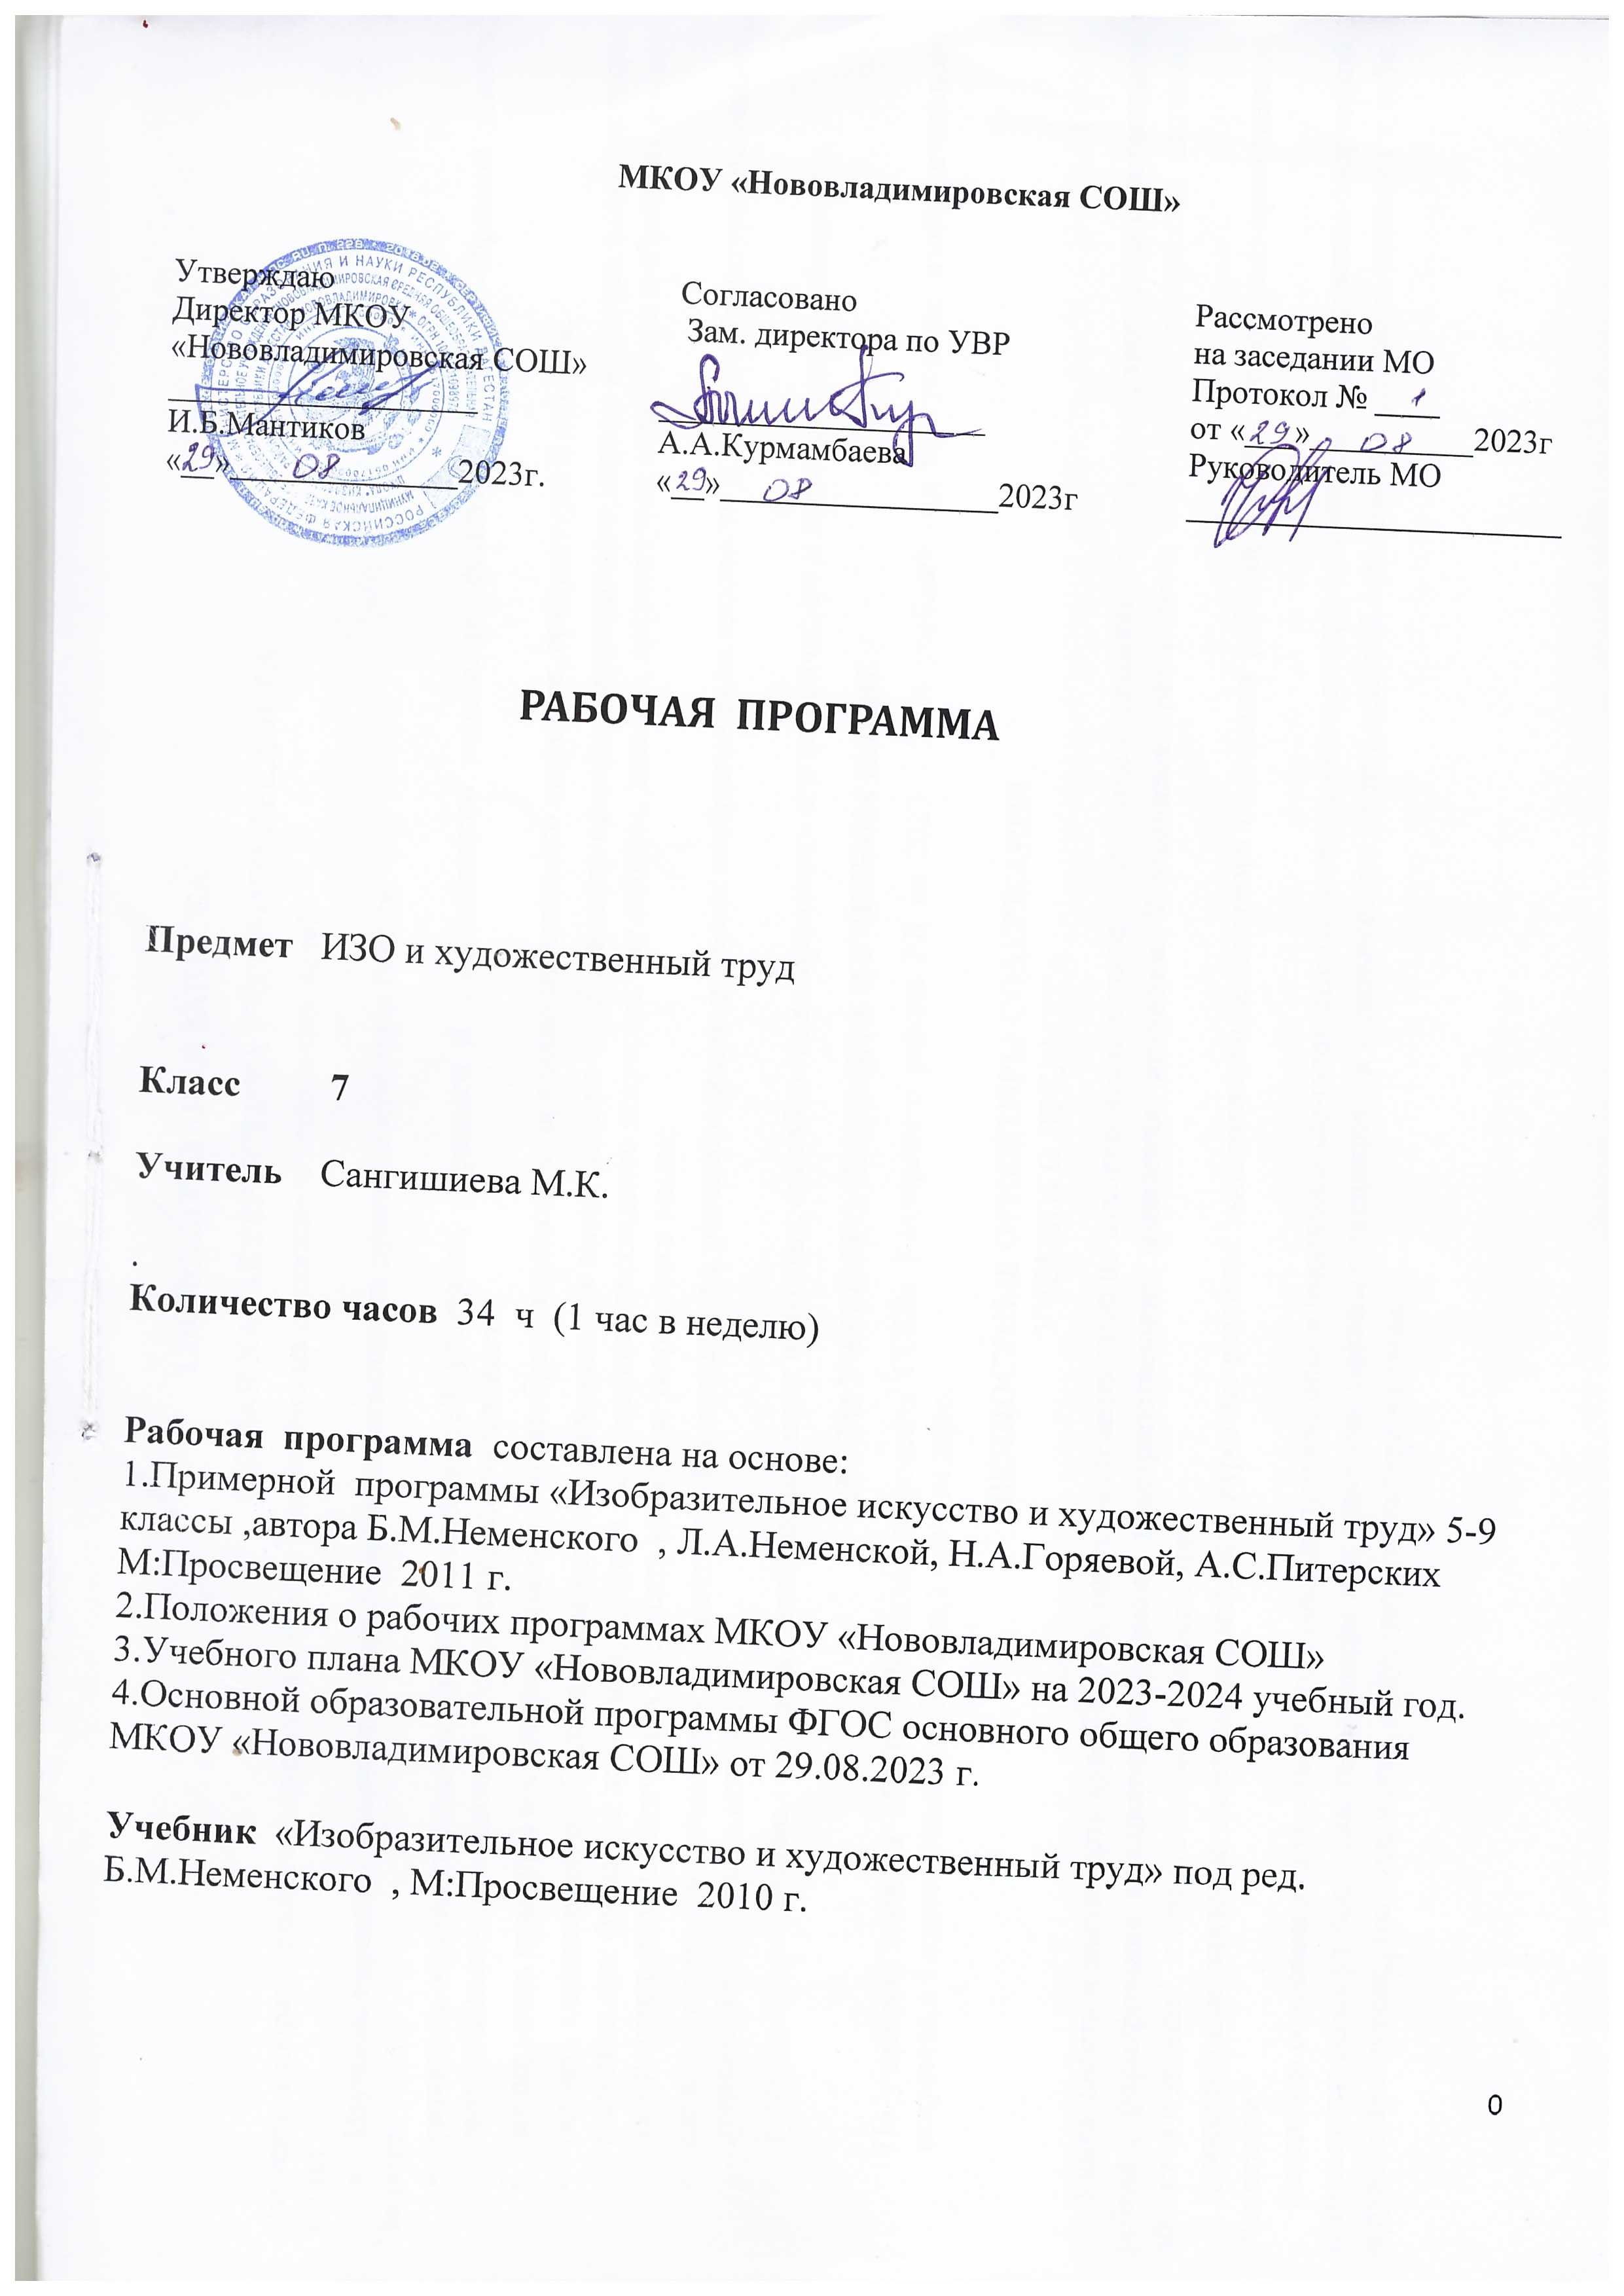 МКОУ «Нововладимировская СОШ»
Утверждаю
Директор МКОУ
«Нововладимировская СОШ»
И.Б.Мантиков
«29» 08 2023г.
Согласовано
Зам. директора по УВР
А.А.Курмамбаева
«29» 08 2023г
Рассмотрено
на заседании МО
Протокол № 1
от «29» 08 2023г
Руководитель МО
РАБОЧАЯ ПРОГРАММА
Предмет ИЗО и художественный труд
Класс 7
Учитель Сангишиева М.К.
.
Количество часов 34 ч (1 час в неделю)
Рабочая программа составлена на основе:
1.Примерной программы «Изобразительное искусство и художественный труд» 5-9
классы ,автора Б.М.Неменского , Л.А.Неменской, Н.А.Горяевой, А.С.Питерских
М:Просвещение 2011 г.
2.Положения о рабочих программах МКОУ «Нововладимировская СОШ»
3.Учебного плана МКОУ «Нововладимировская СОШ» на 2023-2024 учебный год.
4.Основной образовательной программы ФГОС основного общего образования
МКОУ «Нововладимировская СОШ» от 29.08.2023 г.
Учебник «Изобразительное искусство и художественный труд» под ред.
Б.М.Неменского , М:Просвещение 2010 г.
0